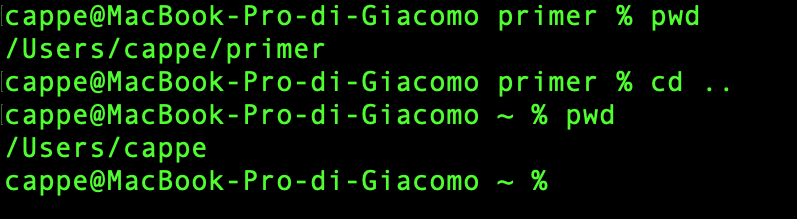 cappe@MacBook-Pro-di-Giacomo primer % pwd
/Users/cappe/primer
cappe@MacBook-Pro-di-Giacomo primer % cd ..
cappe@MacBook-Pro-di-Giacomo ~ % pwd
/Users/cappe
cappe@MacBook-Pro-di-Giacomo ~ %